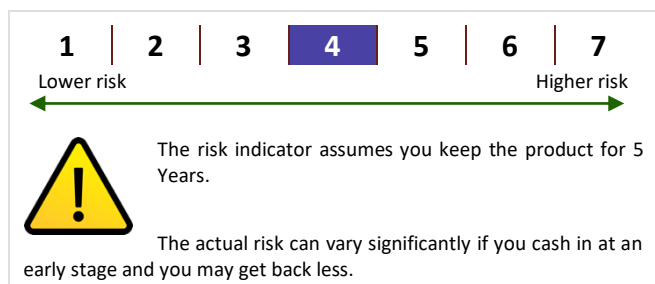 1 2 3 4 5 6 7
Lower risk Higher risk
The risk indicator assumes you keep the product for 5
Years.
The actual risk can vary significantly if you cash in at an
early stage and you may get back less.